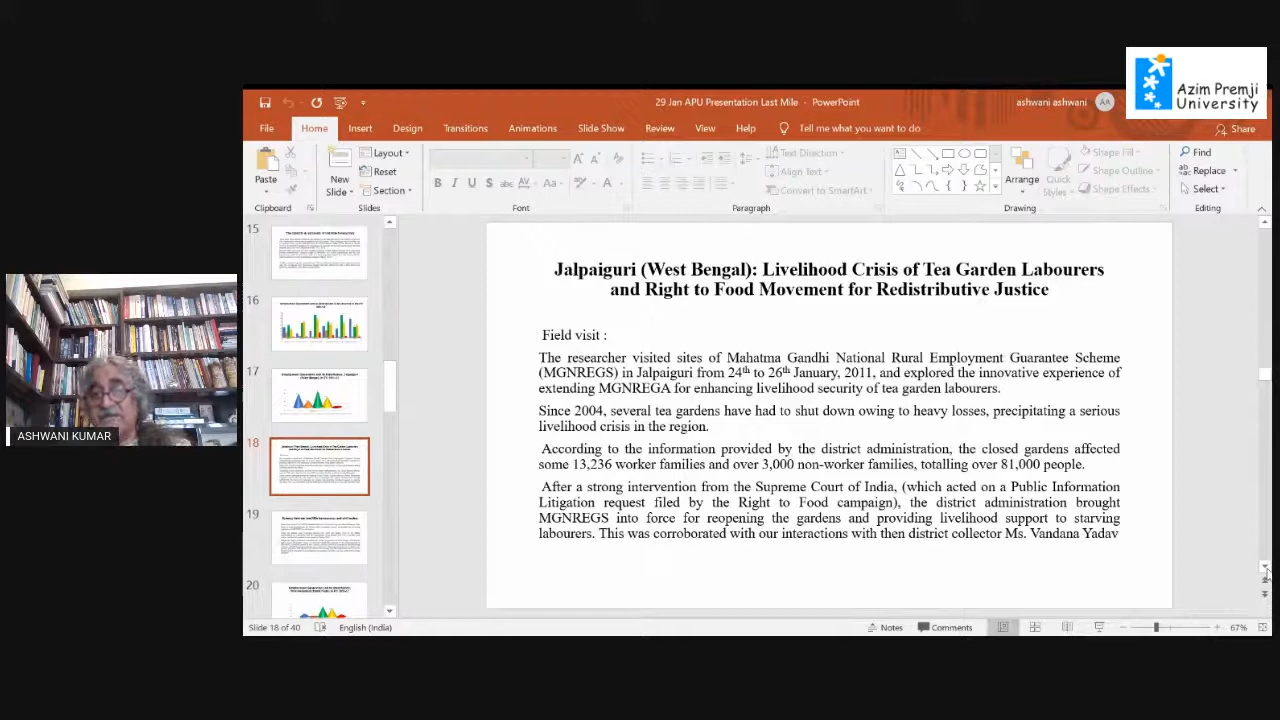 Azim Premji
University
29 Jan APU Presentation Last Mile - PowerPoint
ashwani ashwani
AA
File Home Insert Design Transitions Animations Slide Show Review View Help Tell me what you want to do
Share
Paste
Clipboard
New
Slide
Layout
Reset
Section
Slides
B I U S abc AV Aa A
Font
Text Direction
Align Text
Convert to SmartArt
Paragraph
Arrange
Quick
Styles
Shape Fill
Shape Outline
Shape Effects
Drawing
Find
Replace
Select
Editing
15
16
17
18
19
20
Jalpaiguri (West Bengal): Livelihood Crisis of Tea Garden Labourers
and Right to Food Movement for Redistributive Justice
Field visit :
The researcher visited sites of Mahatma Gandhi National Rural Employment Guarantee Scheme
(MGNREGS) in Jalpaiguri from 24th to 26th January, 2011, and explored the innovative experience of
extending MGNREGA for enhancing livelihood security of tea garden labourers.
Since 2004, several tea gardens have had to shut down owing to heavy losses, precipitating a serious
livelihood crisis in the region.
According to the information provided by the district administration, the closed gardens affected
some worker families and non-worker families, totalling over 81,000 people.
After a strong intervention from the Supreme Court of India, (which acted on a Public Information
Litigation request filed by the Right to Food campaign), the district administration brought
MGNREGS into force for restoring the gardens and providing livelihood support to starving
labourers. This was corroborated during interactions with then district collector Ms. Vandana Yadav
ASHWANI KUMAR
Slide 18 of 40
English (India)
Notes
Comments
67%